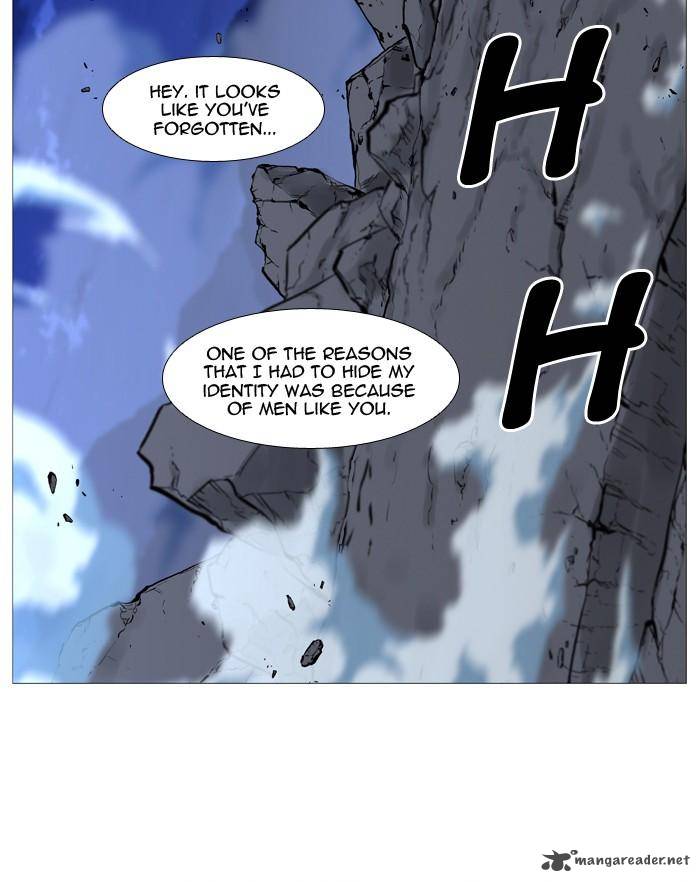 HEY. IT LOOKS
LIKE YOU'VE
FORGOTTEN...
H
H
ONE OF THE REASONS
THAT I HAD TO HIDE MY
IDENTITY WAS BECAUSE
OF MEN LIKE YOU.
mangareader.net